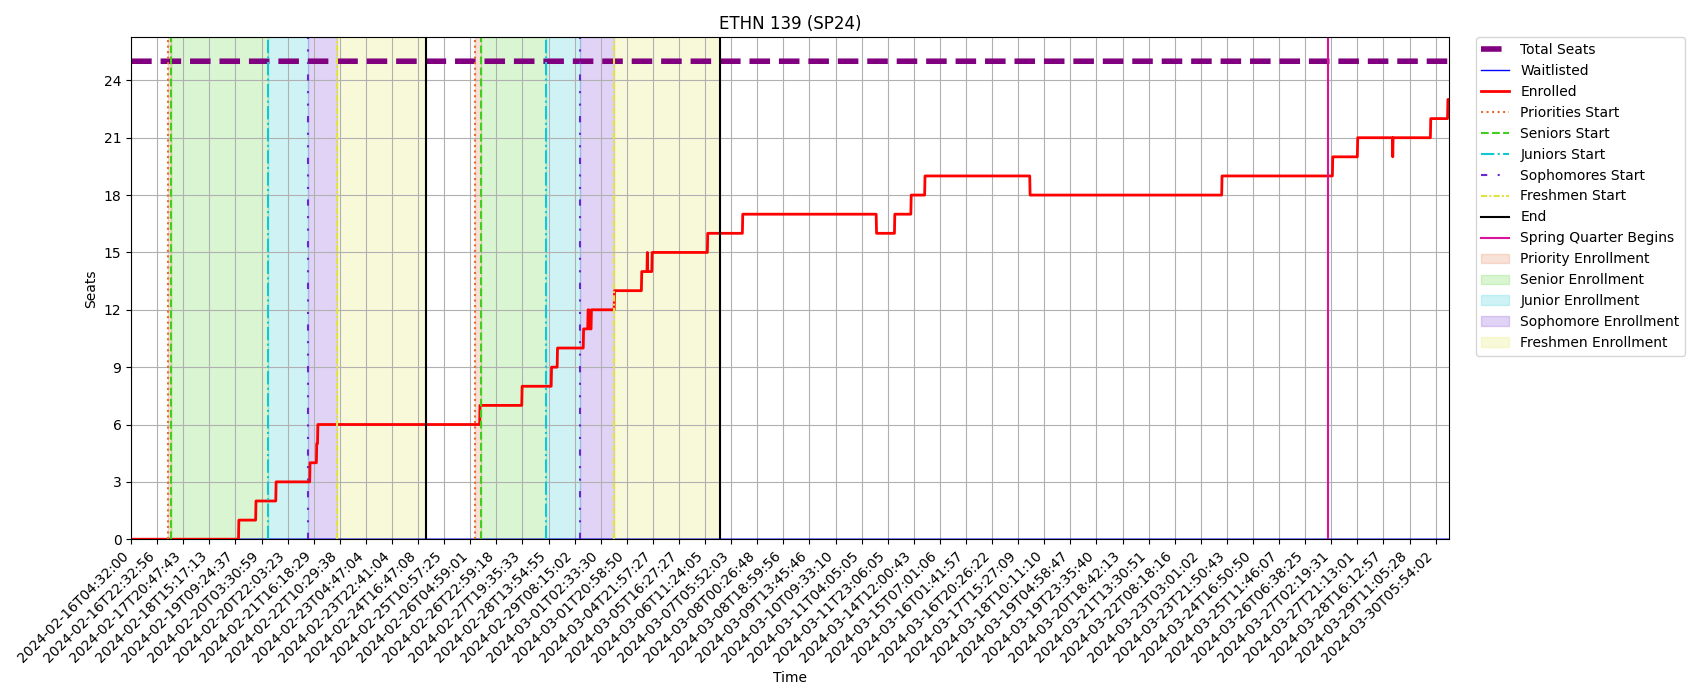 ETHN 139 (SP24)
Seats
24
21
18
15
12
9
6
3
0
2024-02-16T04:32:00
2024-02-16T22:32:56
2024-02-17T20:47:43
2024-02-18T15:17:13
2024-02-19T09:24:37
2024-02-20T03:30:59
2024-02-20T22:03:23
2024-02-21T16:18:29
2024-02-22T10:29:38
2024-02-23T04:47:04
2024-02-23T22:41:04
2024-02-24T16:47:08
2024-02-25T10:57:25
2024-02-26T04:59:01
2024-02-26T22:59:18
2024-02-27T19:35:33
2024-02-28T13:54:55
2024-02-29T08:15:02
2024-03-01T02:33:30
2024-03-01T20:58:50
2024-03-04T21:57:27
2024-03-05T16:27:27
2024-03-06T11:24:05
2024-03-07T05:52:03
2024-03-08T00:26:48
2024-03-08T18:59:56
2024-03-09T13:45:46
2024-03-10T09:33:10
2024-03-11T04:05:05
2024-03-11T23:06:05
2024-03-14T12:00:43
2024-03-15T07:01:06
2024-03-16T01:41:57
2024-03-16T20:26:22
2024-03-17T15:27:09
2024-03-18T10:11:10
2024-03-19T04:58:47
2024-03-19T23:35:40
2024-03-20T18:42:13
2024-03-21T13:30:51
2024-03-22T08:18:16
2024-03-23T03:01:02
2024-03-23T21:50:43
2024-03-24T16:50:50
2024-03-25T11:46:07
2024-03-26T06:38:25
2024-03-27T02:19:31
2024-03-27T21:13:01
2024-03-28T16:12:57
2024-03-29T11:05:28
2024-03-30T05:54:02
Time
Total Seats
Waitlisted
Enrolled
Priorities Start
Seniors Start
Juniors Start
Sophomores Start
Freshmen Start
End
Spring Quarter Begins
Priority Enrollment
Senior Enrollment
Junior Enrollment
Sophomore Enrollment
Freshmen Enrollment